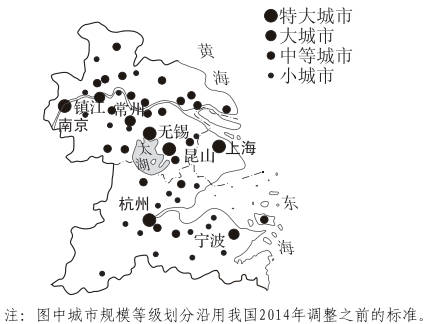 特大城市
大城市
中等城市
小城市
黄
海
镇江
常州
南京
无锡
太
湖
昆山
上海
杭州
宁波
东
海
注：图中城市规模等级划分沿用我国2014年调整之前的标准。